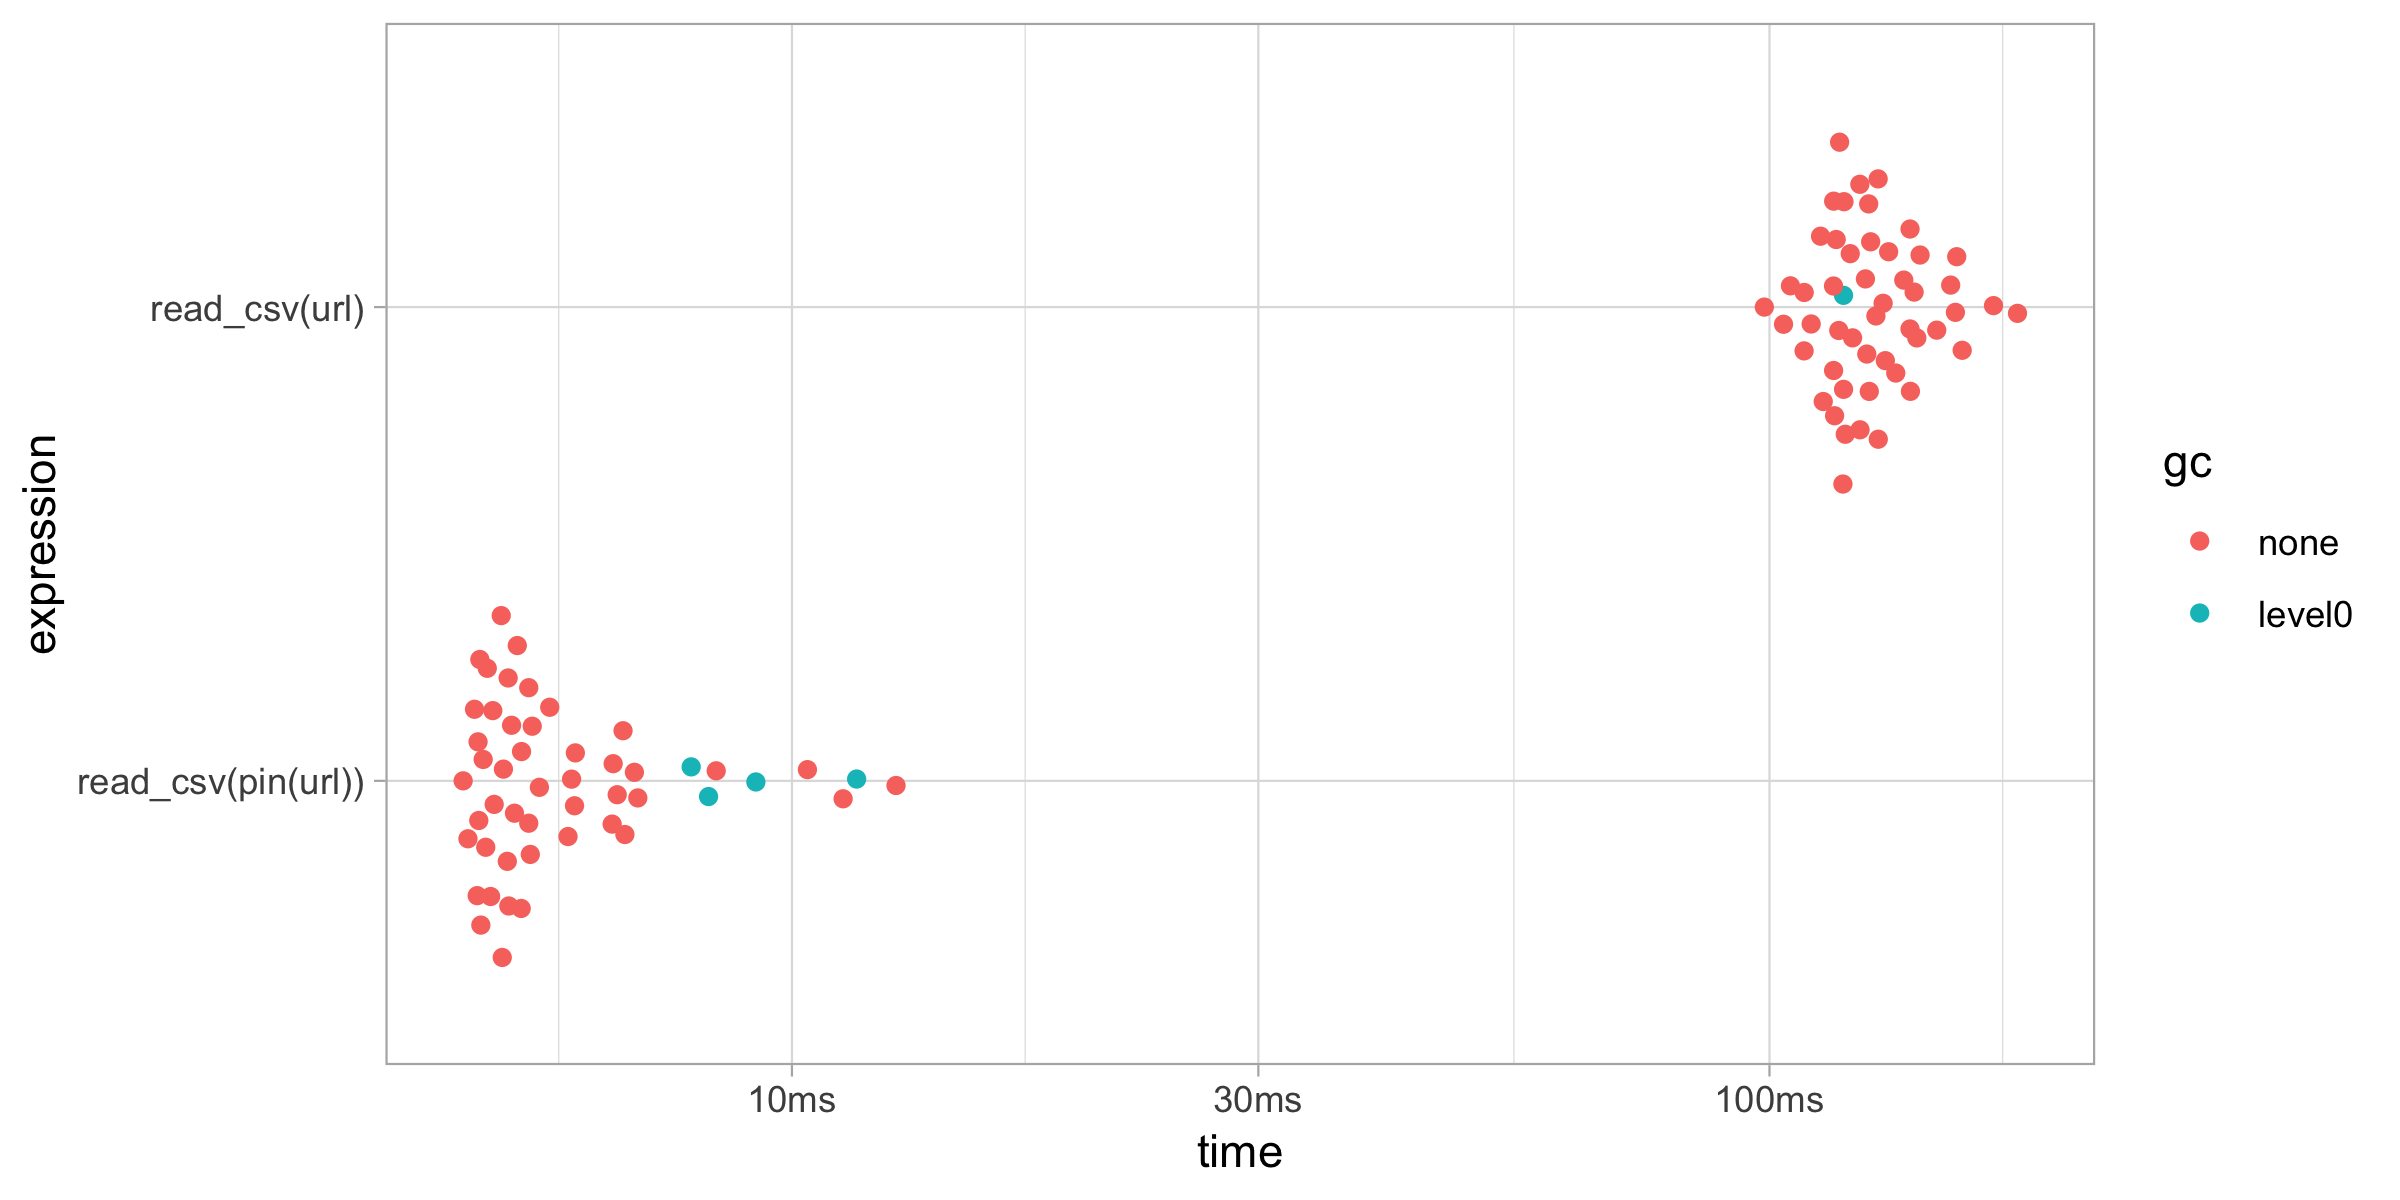 expression
read_csv(url)
read_csv(pin(url))
10ms
30ms
100ms
time
gc
none
level0